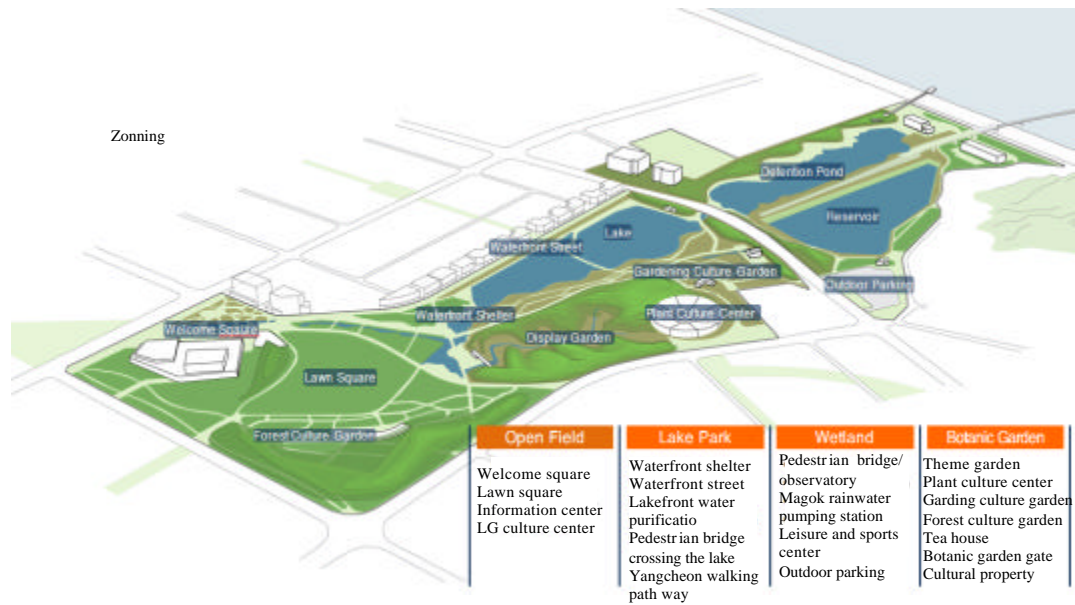 Zonning
Detention Pond
Reservoir
Lake
Waterfront Street
Gardening Culture Garden
Outdoor Parking
Waterfront Shelter
Plant Culture Center
Welcome Square
Display Garden
Lawn Square
Forest Culture Garden
Open Field
Welcome square
Lawn square
Information center
LG culture center
Lake Park
Waterfront shelter
Waterfront street
Lakefront water
purificatio
Pedestrian bridge
crossing the lake
Yangcheon walking
path way
Wetland
Pedestrian bridge/
observatory
Magok rainwater
pumping station
Leisure and sports
center
Outdoor parking
Botanic Garden
Theme garden
Plant culture center
Garding culture garden
Forest culture garden
Tea house
Botanic garden gate
Cultural property